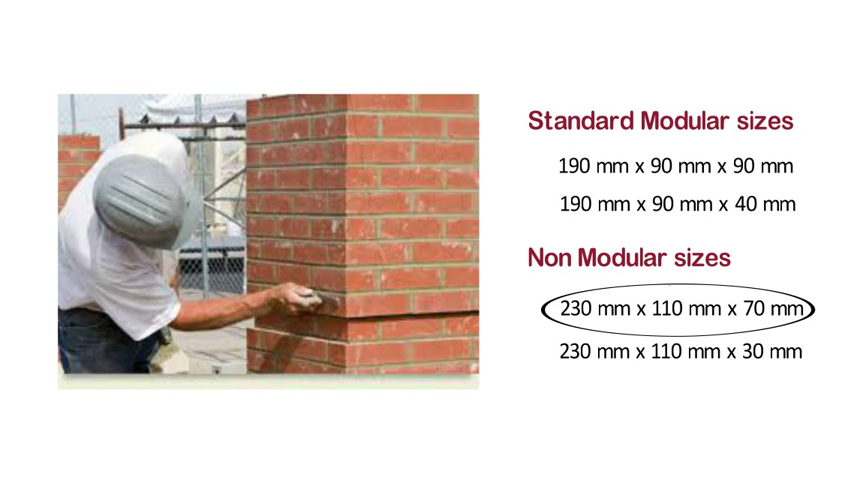 Standard Modular sizes
190 mm x 90 mm x 90 mm
190 mm x 90 mm x 40 mm
Non Modular sizes
230 mm x 110 mm x 70 mm
230 mm x 110 mm x 30 mm